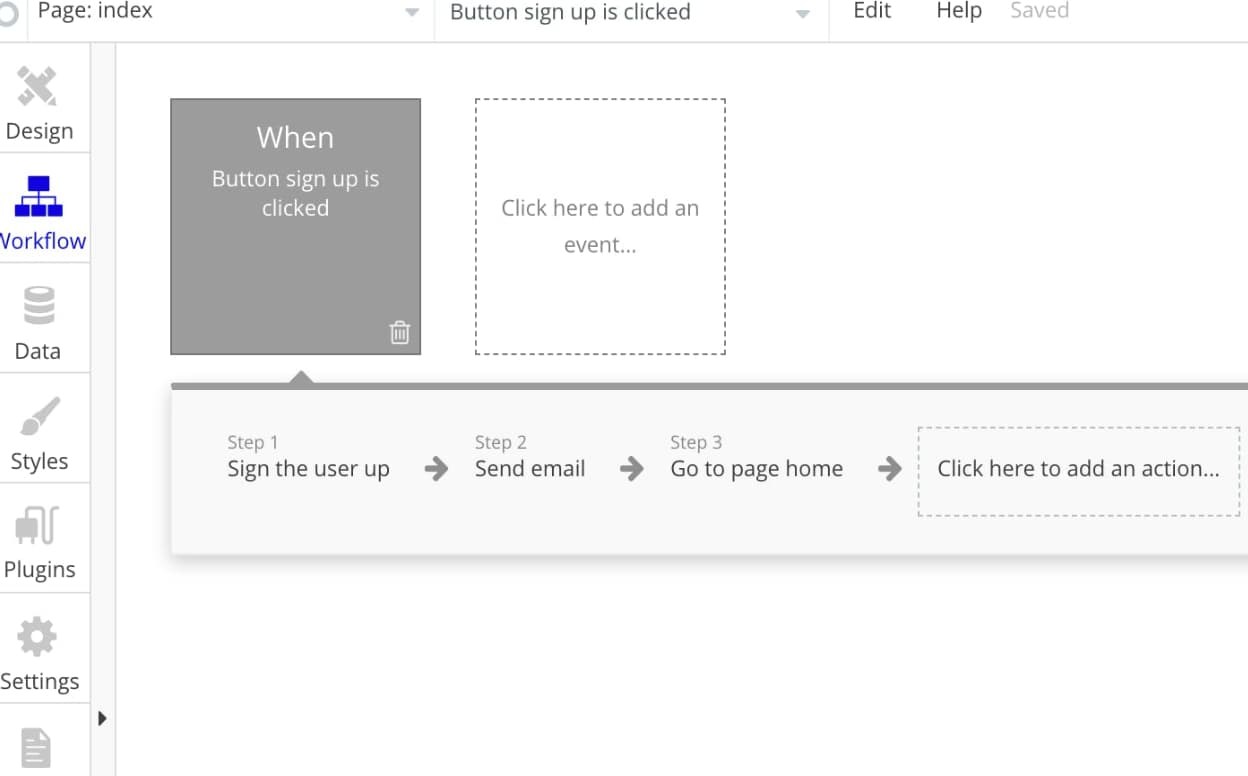 Page: index
Button sign up is clicked
Edit
Help
Saved
Design
Workflow
Data
Styles
Plugins
Settings
When
Button sign up is
clicked
Click here to add an
event...
Step 1
Sign the user up
Step 2
Send email
Step 3
Go to page home
Click here to add an action...